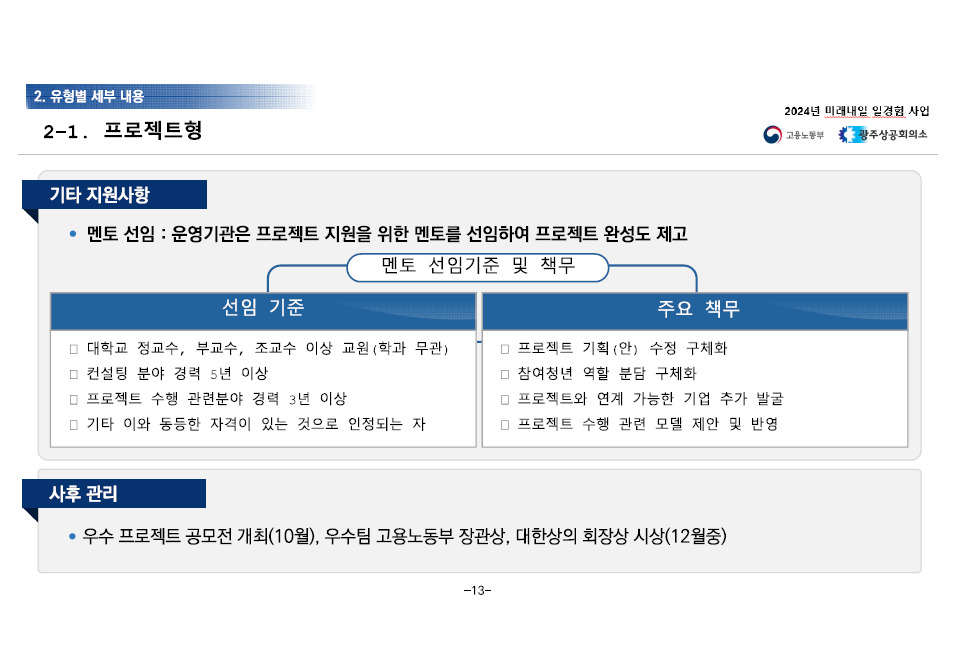 2. 유형별 세부 내용
2024년 미래내일 일경험 사업
2-1. 프로젝트형
고용노동부 광주상공회의소
기타 지원사항
• 멘토 선임 : 운영기관은 프로젝트 지원을 위한 멘토를 선임하여 프로젝트 완성도 제고
멘토 선임기준 및 책무
선임 기준
□ 대학교 정교수, 부교수, 조교수 이상 교원(학과 무관)
□ 컨설팅 분야 경력 5년 이상
□ 프로젝트 수행 관련분야 경력 3년 이상
□ 기타 이와 동등한 자격이 있는 것으로 인정되는 자
주요 책무
□ 프로젝트 기획(안) 수정 구체화
□ 참여청년 역할 분담 구체화
□ 프로젝트와 연계 가능한 기업 추가 발굴
□ 프로젝트 수행 관련 모델 제안 및 반영
사후 관리
• 우수 프로젝트 공모전 개최(10월), 우수팀 고용노동부 장관상, 대한상의 회장상 시상(12월중)
-13-